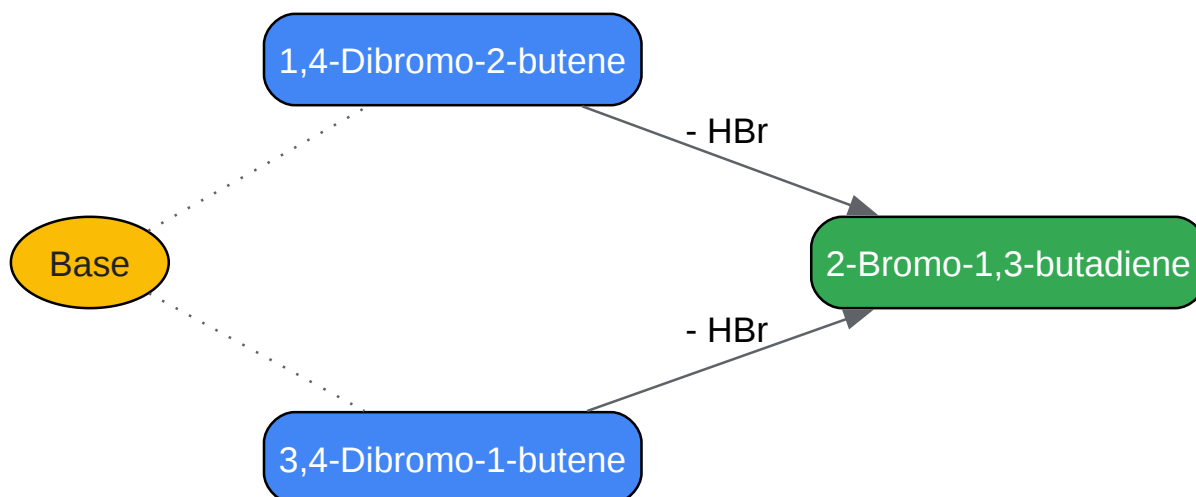 1,4-Dibromo-2-butene
- HBr
Base
2-Bromo-1,3-butadiene
- HBr
3,4-Dibromo-1-butene